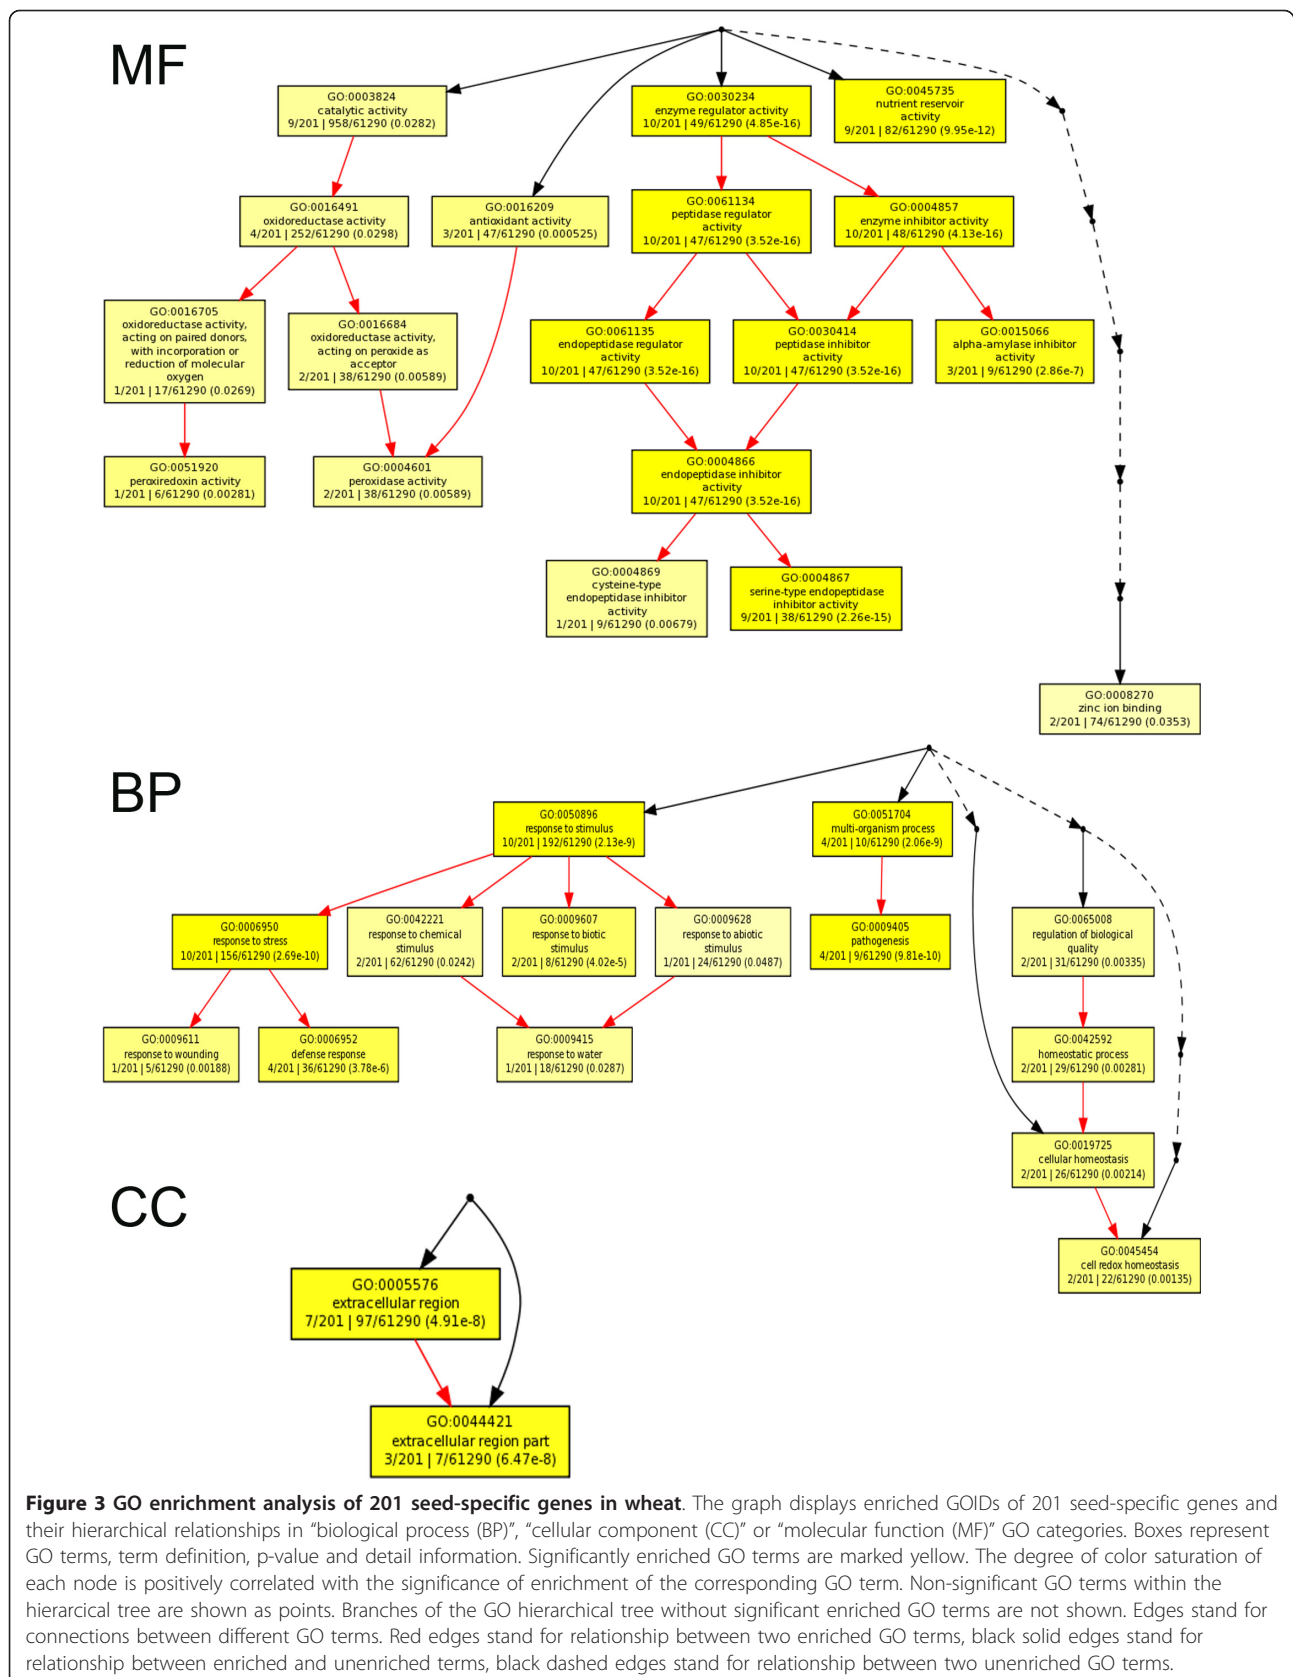 MF
GO:0003824
catalytic activity
9/201 | 958/61290 (0.0282)
GO:0030234
enzyme regulator activity
10/201 | 49/61290 (4.85e-16)
GO:0045735
nutrient reservoir
activity
9/201 | 82/61290 (9.95e-12)
GO:0016491
oxidoreductase activity
4/201 | 252/61290 (0.0298)
GO:0016209
antioxidant activity
3/201 | 47/61290 (0.000525)
GO:0061134
peptidase regulator
activity
10/201 | 47/61290 (3.52e-16)
GO:0004857
enzyme inhibitor activity
10/201 | 48/61290 (4.13e-16)
GO:0016705
oxidoreductase activity,
acting on paired donors,
with incorporation or
reduction of molecular
oxygen
1/201 | 17/61290 (0.0269)
GO:0016684
oxidoreductase activity,
acting on peroxide as
acceptor
2/201 | 38/61290 (0.00589)
GO:0061135
endopeptidase regulator
activity
10/201 | 47/61290 (3.52e-16)
GO:0030414
peptidase inhibitor
activity
10/201 | 47/61290 (3.52e-16)
GO:0015066
alpha-amylase inhibitor
activity
3/201 | 9/61290 (2.86e-7)
GO:0051920
peroxiredoxin activity
1/201 | 6/61290 (0.00281)
GO:0004601
peroxidase activity
2/201 | 38/61290 (0.00589)
GO:0004866
endopeptidase inhibitor
activity
10/201 | 47/61290 (3.52e-16)
GO:0004869
cysteine-type
endopeptidase inhibitor
activity
1/201 | 9/61290 (0.00679)
GO:0004867
serine-type endopeptidase
inhibitor activity
9/201 | 38/61290 (2.26e-15)
GO:0008270
zinc ion binding
2/201 | 74/61290 (0.0353)
BP
GO:0050896
response to stimulus
10/201 | 192/61290 (2.13e-9)
GO:0051704
multi-organism process
4/201 | 10/61290 (2.06e-9)
GO:0006950
response to stress
10/201 | 156/61290 (2.69e-10)
GO:0042221
response to chemical
stimulus
2/201 | 62/61290 (0.0242)
GO:0009607
response to biotic
stimulus
2/201 | 8/61290 (4.02e-5)
GO:0009628
response to abiotic
stimulus
1/201 | 24/61290 (0.0487)
GO:0009405
pathogenesis
4/201 | 9/61290 (9.81e-10)
GO:0065008
regulation of biological
quality
2/201 | 31/61290 (0.00335)
GO:0009611
response to wounding
1/201 | 5/61290 (0.00188)
GO:0006952
defense response
4/201 | 36/61290 (3.78e-6)
GO:0009415
response to water
1/201 | 18/61290 (0.0287)
GO:0042592
homeostatic process
2/201 | 29/61290 (0.00281)
GO:0019725
cellular homeostasis
2/201 | 26/61290 (0.00214)
GO:0045454
cell redox homeostasis
2/201 | 22/61290 (0.00135)
CC
GO:0005576
extracellular region
7/201 | 97/61290 (4.91e-8)
GO:0044421
extracellular region part
3/201 | 7/61290 (6.47e-8)
Figure 3 GO enrichment analysis of 201 seed-specific genes in wheat. The graph displays enriched GOIDs of 201 seed-specific genes and
their hierarchical relationships in “biological process (BP)”, “cellular component (CC)” or “molecular function (MF)” GO categories. Boxes represent
GO terms, term definition, p-value and detail information. Significantly enriched GO terms are marked yellow. The degree of color saturation of
each node is positively correlated with the significance of enrichment of the corresponding GO term. Non-significant GO terms within the
hierarcical tree are shown as points. Branches of the GO hierarchical tree without significant enriched GO terms are not shown. Edges stand for
connections between different GO terms. Red edges stand for relationship between two enriched GO terms, black solid edges stand for
relationship between enriched and unenriched terms, black dashed edges stand for relationship between two unenriched GO terms.